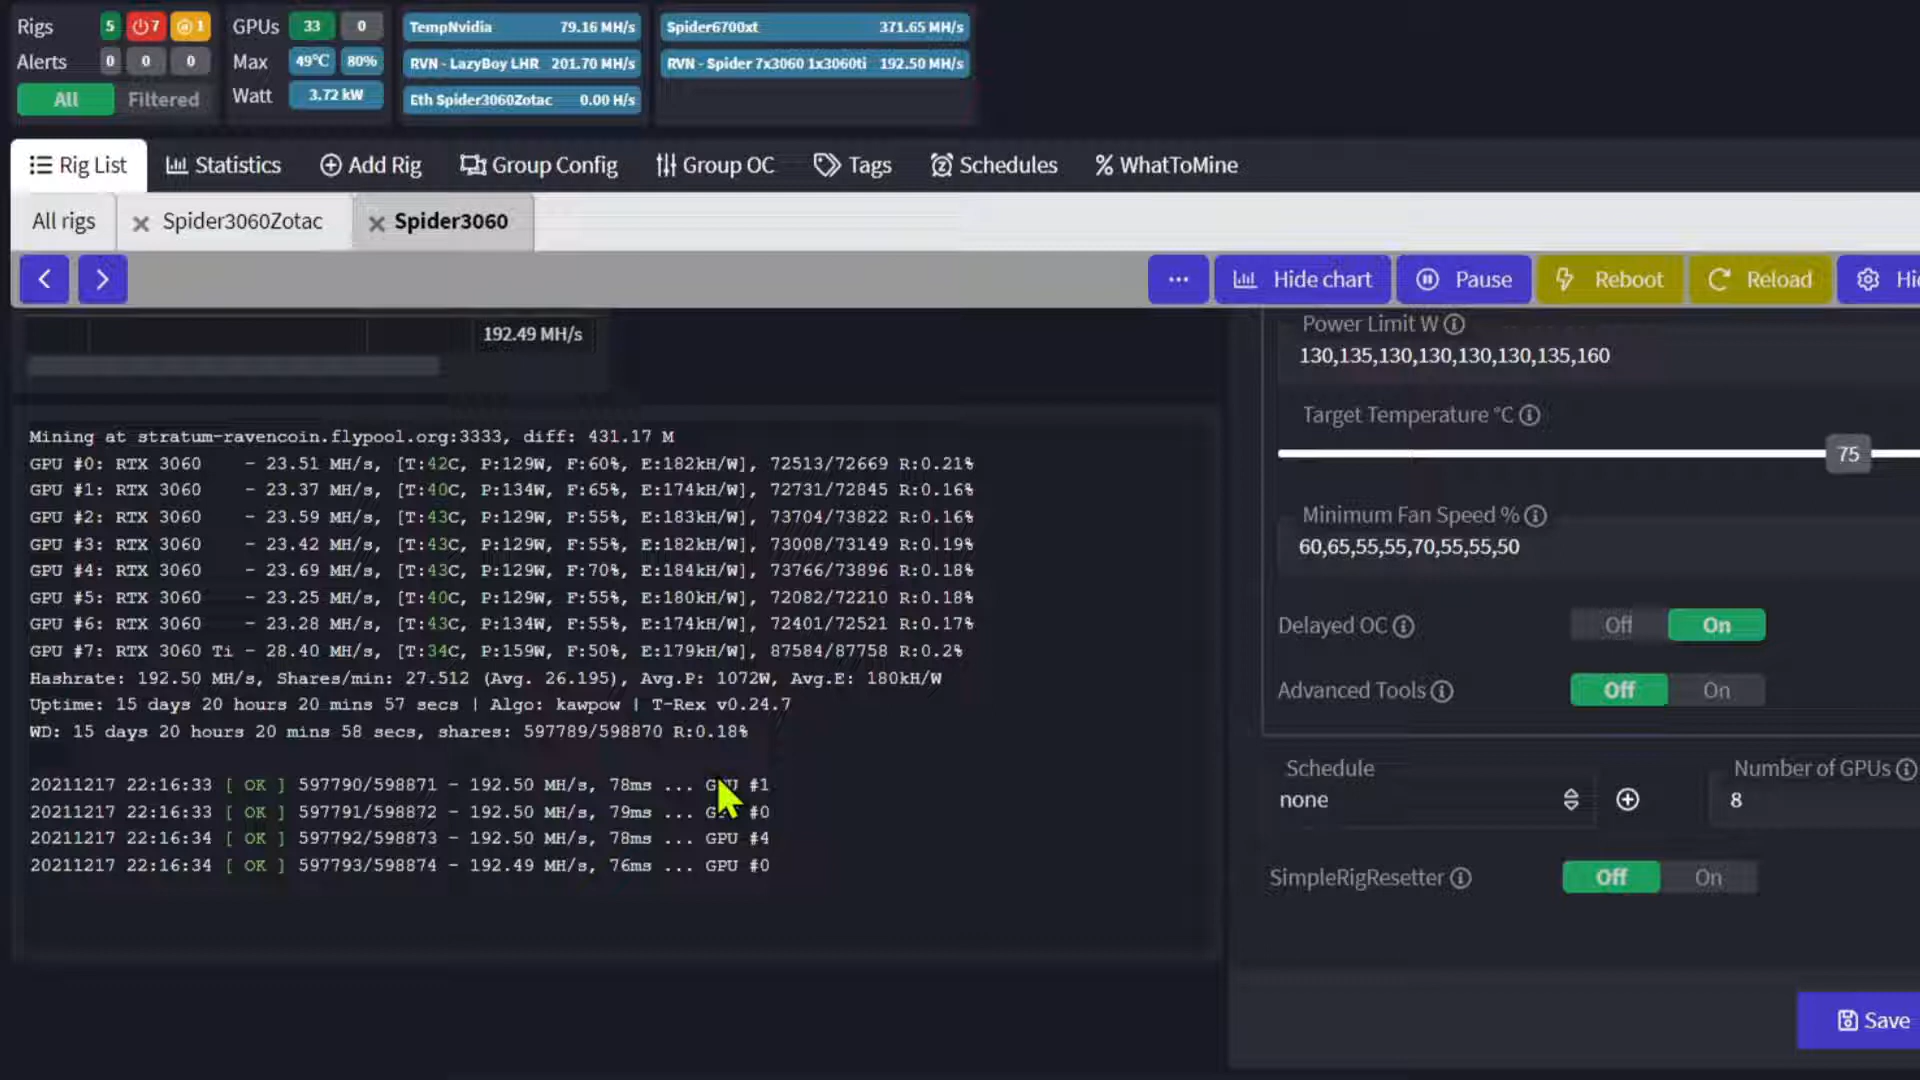 Rigs 5 7 1 GPUs 33 0
Alerts 0 0 0 Max 49℃ 80%
All Filtered Watt 3.72 kW
TempNvidia 79.16 MH/s
RVN - LazyBoy LHR 201.70 MH/s
Eth Spider3060Zotac 0.00 H/s
Spider6700xt 371.65 MH/s
RVN - Spider 7x3060 1x3060ti 192.50 MH/s
Rig List Statistics Add Rig Group Config Group OC Tags Schedules % WhatToMine
All rigs Spider3060Zotac Spider3060
... Hide chart Pause Reboot Reload
192.49 MH/s
Mining at stratum-ravencoin.flypool.org:3333, diff: 431.17 M
GPU #0: RTX 3060 - 23.51 MH/s, [T:42C, P:129W, F:60%, E:182kH/W], 72513/72669 R:0.21%
GPU #1: RTX 3060 - 23.37 MH/s, [T:40C, P:134W, F:65%, E:174kH/W], 72731/72845 R:0.16%
GPU #2: RTX 3060 - 23.59 MH/s, [T:43C, P:129W, F:55%, E:183kH/W], 73704/73822 R:0.16%
GPU #3: RTX 3060 - 23.42 MH/s, [T:43C, P:129W, F:55%, E:182kH/W], 73008/73149 R:0.19%
GPU #4: RTX 3060 - 23.69 MH/s, [T:43C, P:129W, F:70%, E:184kH/W], 73766/73896 R:0.18%
GPU #5: RTX 3060 - 23.25 MH/s, [T:40C, P:129W, F:55%, E:180kH/W], 72082/72210 R:0.18%
GPU #6: RTX 3060 - 23.28 MH/s, [T:43C, P:134W, F:55%, E:174kH/W], 72401/72521 R:0.17%
GPU #7: RTX 3060 Ti - 28.40 MH/s, [T:34C, P:159W, F:50%, E:179kH/W], 87584/87758 R:0.2%
Hashrate: 192.50 MH/s, Shares/min: 27.512 (Avg. 26.195), Avg.P: 1072W, Avg.E: 180kH/W
Uptime: 15 days 20 hours 20 mins 57 secs | Algo: kawpow | T-Rex v0.24.7
WD: 15 days 20 hours 20 mins 58 secs, shares: 597789/598870 R:0.18%
20211217 22:16:33 [ OK ] 597790/598871 - 192.50 MH/s, 78ms ... GPU #1
20211217 22:16:33 [ OK ] 597791/598872 - 192.50 MH/s, 79ms ... #0
20211217 22:16:34 [ OK ] 597792/598873 - 192.50 MH/s, 78ms ... GPU #4
20211217 22:16:34 [ OK ] 597793/598874 - 192.49 MH/s, 76ms ... GPU #0
Power Limit W
130,135,130,130,130,130,135,160
Target Temperature °C
75
Minimum Fan Speed %
60,65,55,55,70,55,55,50
Delayed OC Off On
Advanced Tools Off On
Schedule Number of GPUs
none 8
SimpleRigResetter Off On
Save